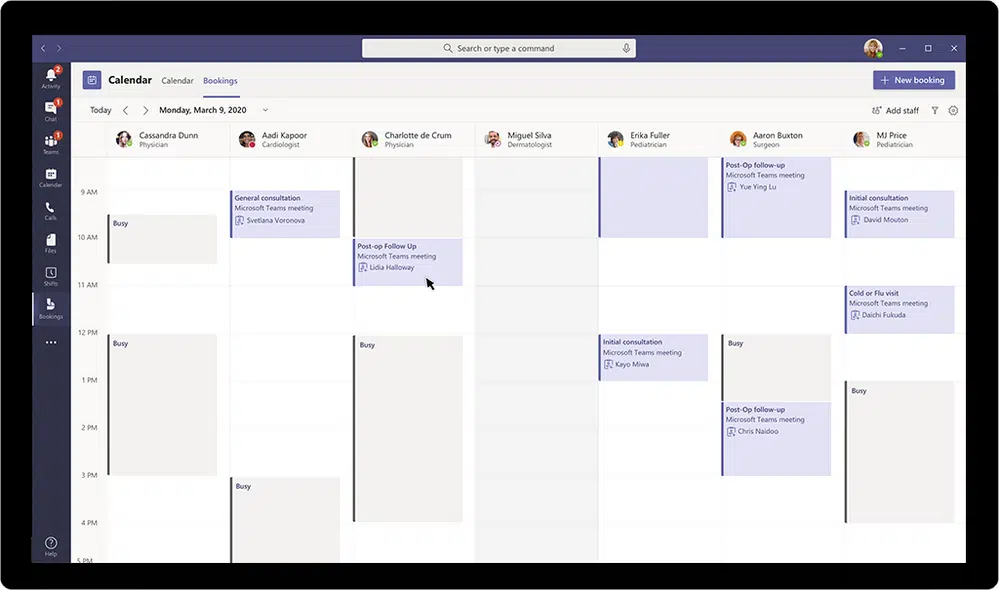 Search or type a command
2
Activity
1
Chat
1
Teams
Calendar
Calls
Files
Shifts
Bookings
Help
Calendar
Calendar
Bookings
New booking
Today
Monday, March 9, 2020
Add staff
Cassandra Dunn
Physician
Aadi Kapoor
Cardiologist
Charlotte de Crum
Physician
Miguel Silva
Dermatologist
Erika Fuller
Pediatrician
Aaron Buxton
Surgeon
MJ Price
Pediatrician
9 AM
10 AM
11 AM
12 PM
1 PM
2 PM
3 PM
4 PM
5 PM
Busy
Busy
General consultation
Microsoft Teams meeting
Svetlana Voronova
Busy
Post-op Follow Up
Microsoft Teams meeting
Lidia Halloway
Busy
Initial consultation
Microsoft Teams meeting
Kayo Miwa
Post-Op follow-up
Microsoft Teams meeting
Yue Ying Lu
Busy
Post-Op follow-up
Microsoft Teams meeting
Chris Naidoo
Initial consultation
Microsoft Teams meeting
David Mouton
Cold or Flu visit
Microsoft Teams meeting
Daichi Fukuda
Busy